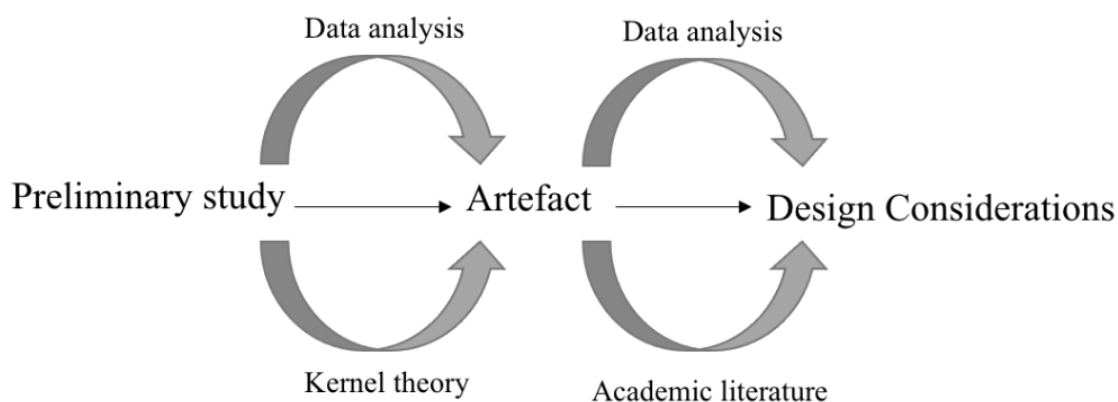 Data analysis
Data analysis
Preliminary study
Artefact
Design Considerations
Kernel theory
Academic literature